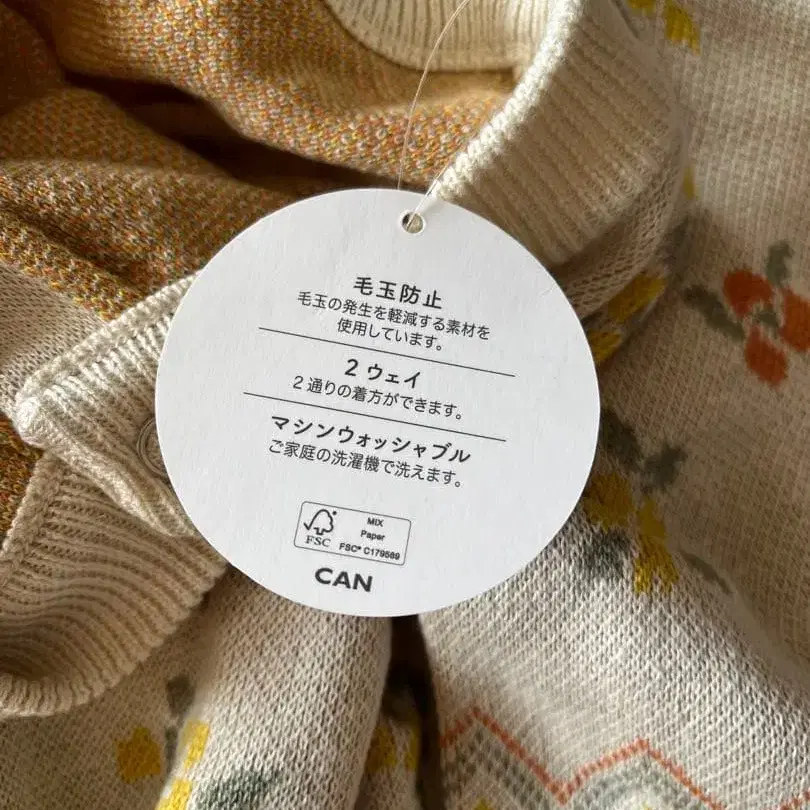 毛玉防止
毛玉の発生を軽減する素材を
使用しています。
2 ウェイ
2 通りの着方ができます。
マシンウォッシャブル
ご家庭の洗濯機で洗えます。
FSC
MIX
Paper
FSC® C179589
CAN